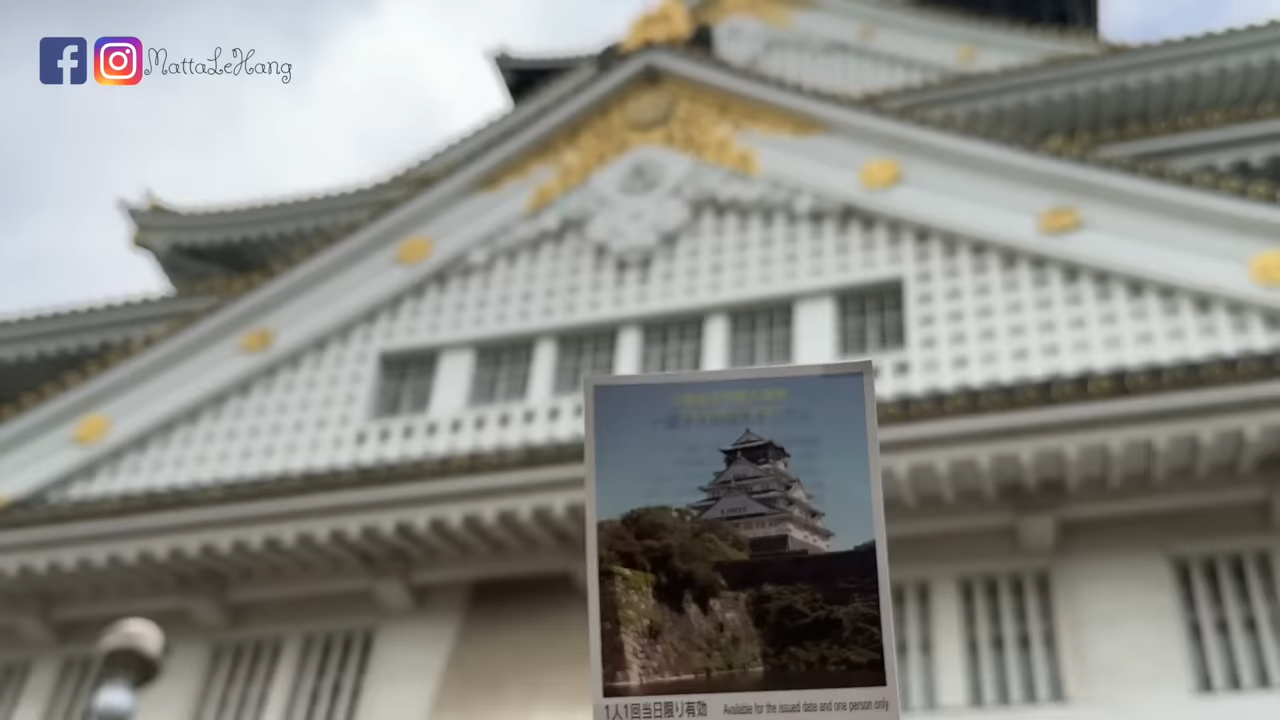 MattaLeHang
1人1回当日限り有効 Available for the issued date and one person only